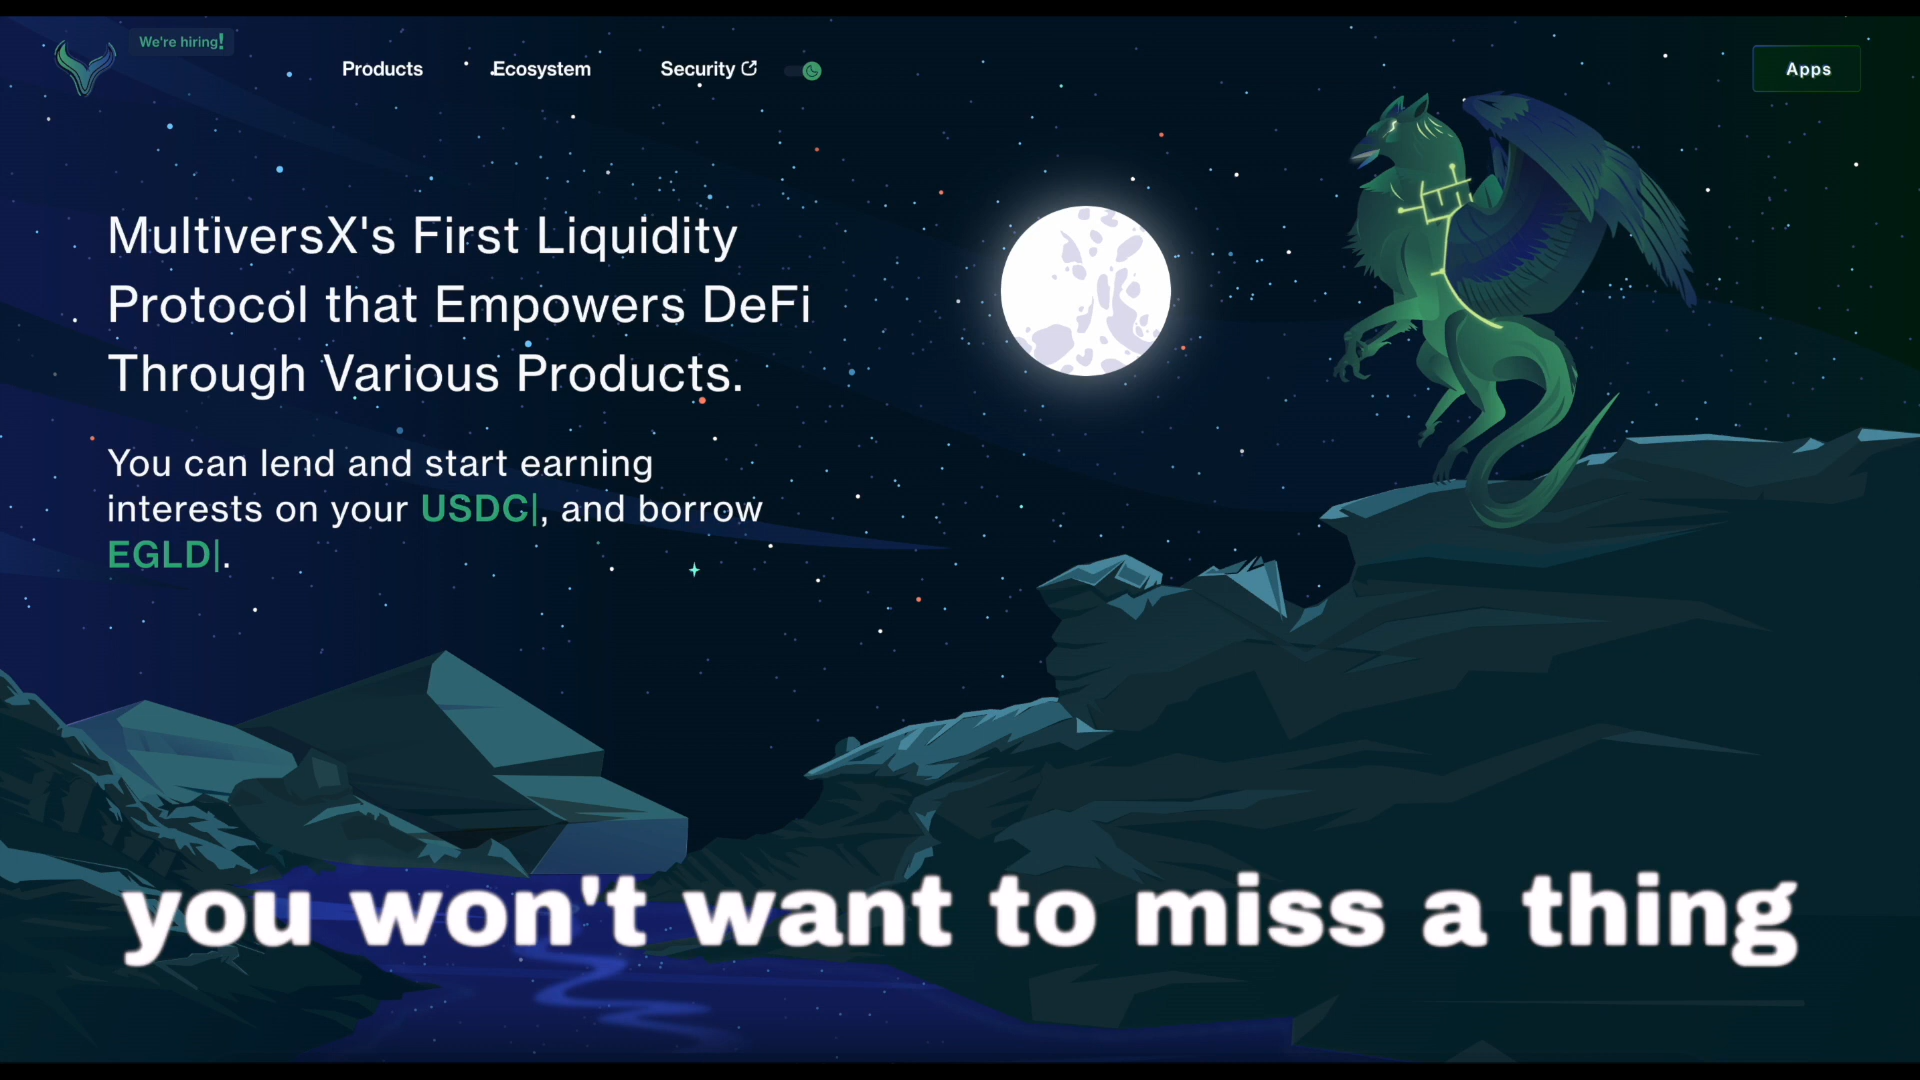 We're hiring!
Products
Ecosystem
Security
Apps
MultiversX's First Liquidity
Protocol that Empowers DeFi
Through Various Products.
You can lend and start earning
interests on your USDC|, and borrow
EGLD|.
you won't want to miss a thing